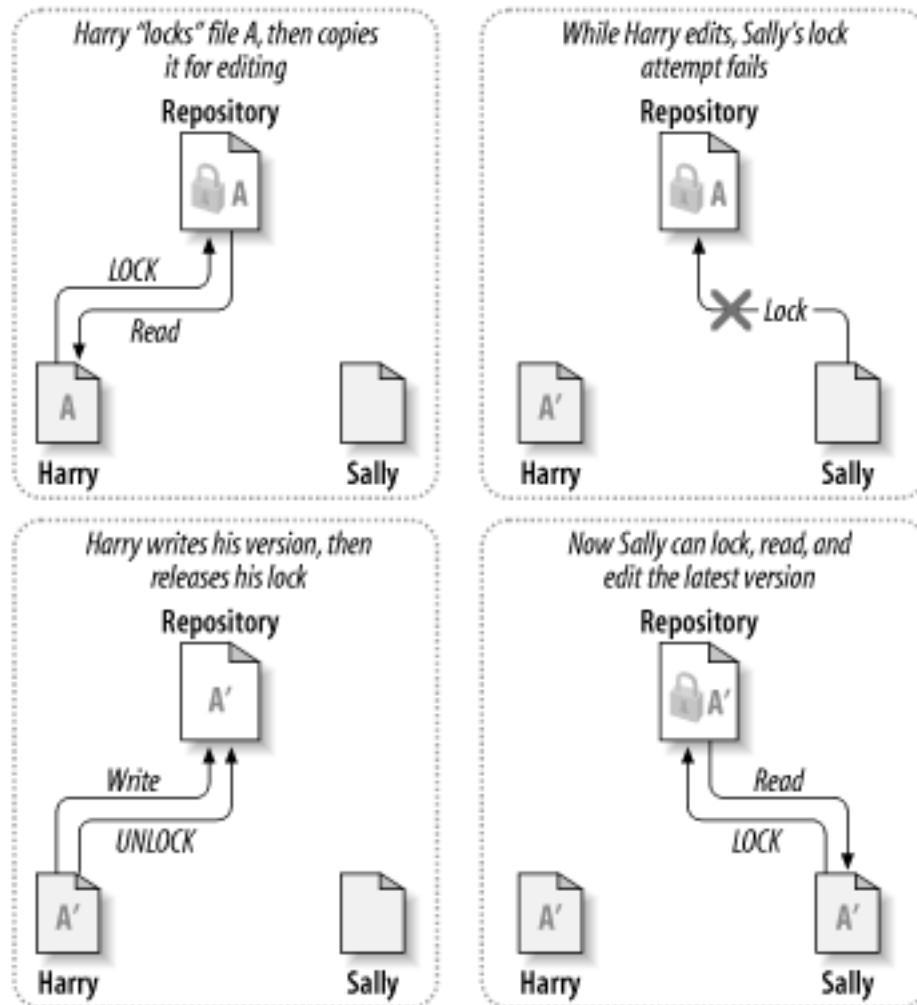 Harry “locks” file A, then copies
it for editing
Repository
A
LOCK
Read
A
Harry
Sally
While Harry edits, Sally’s lock
attempt fails
Repository
A
Lock
A′
Harry
Sally
Harry writes his version, then
releases his lock
Repository
A′
Write
UNLOCK
A′
Harry
Sally
Now Sally can lock, read, and
edit the latest version
Repository
A′
Read
LOCK
A′
A′
Harry
Sally